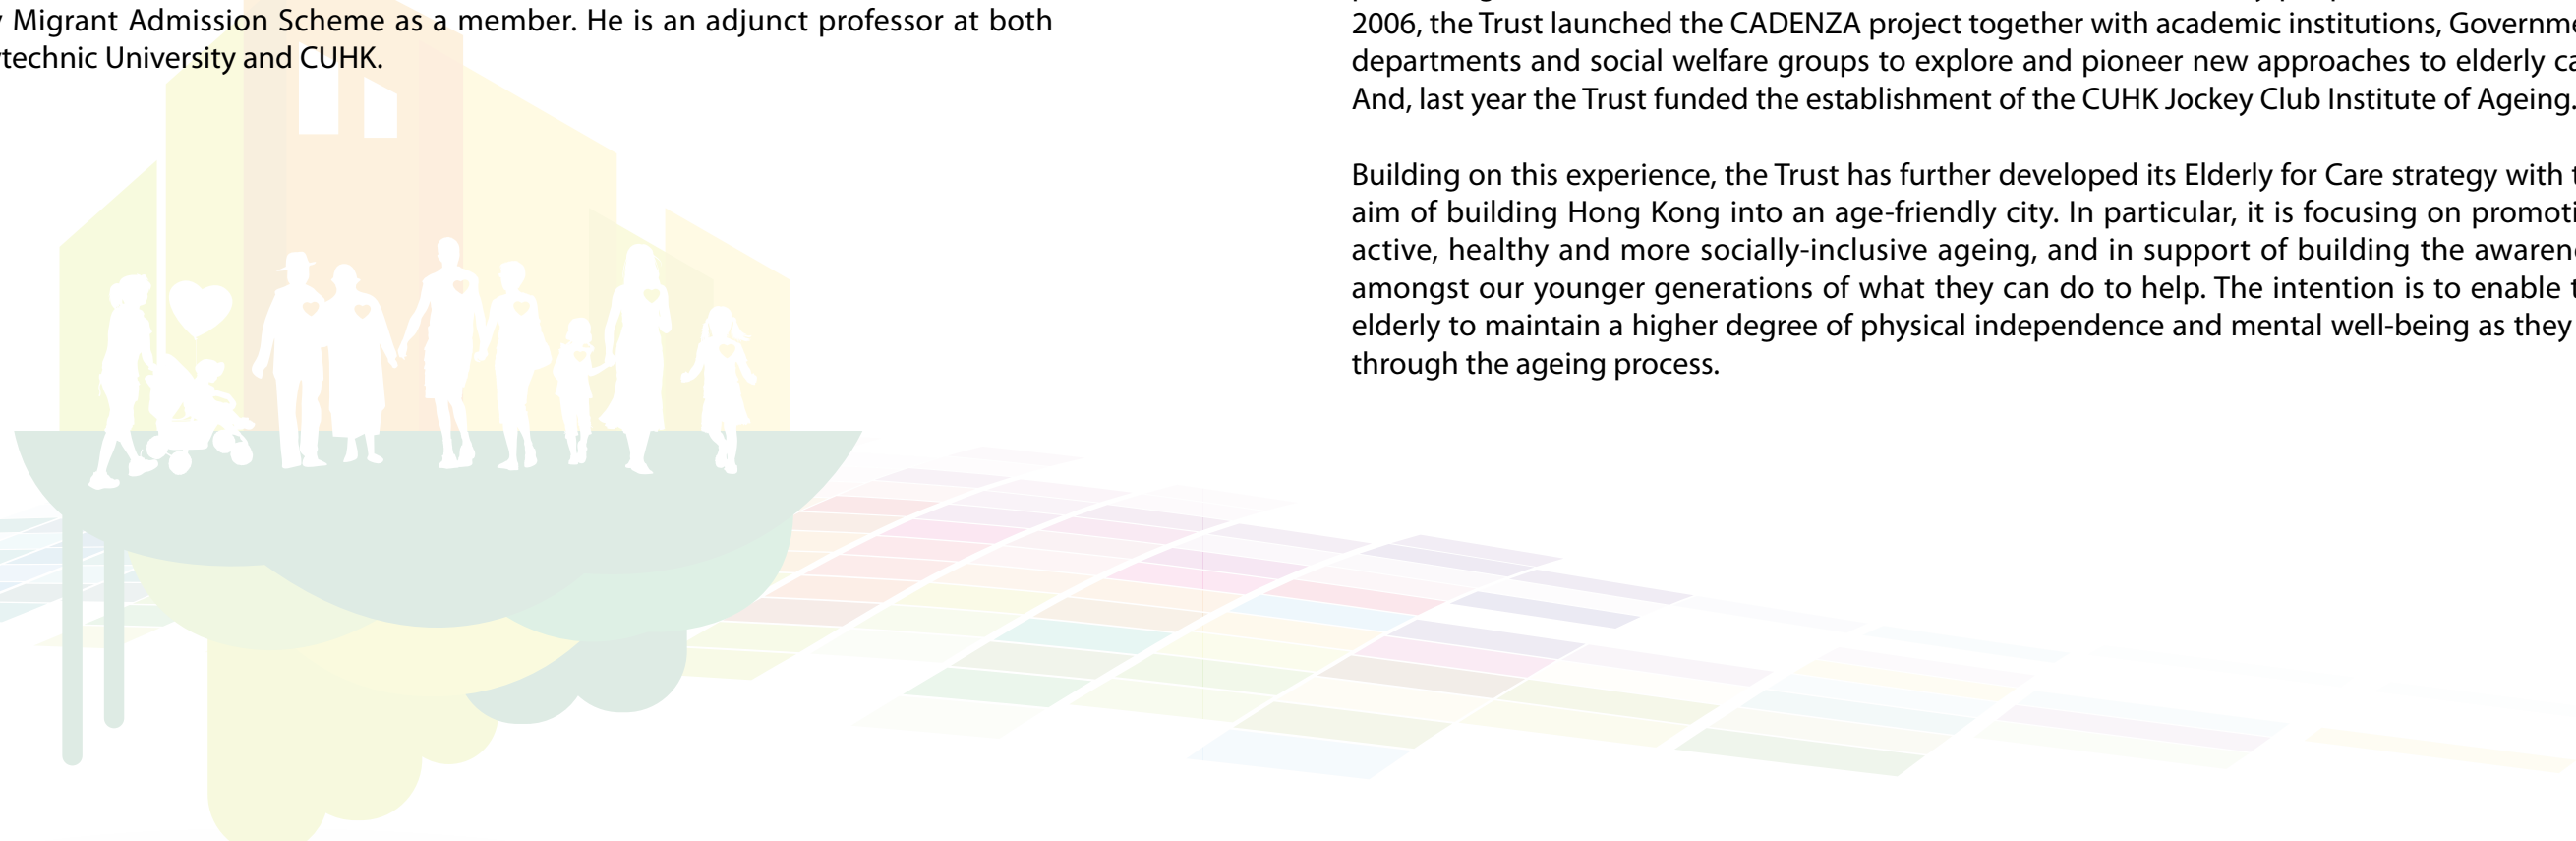 Migrant Admission Scheme as a member. He is an adjunct professor at both
ytechnic University and CUHK.
2006, the Trust launched the CADENZA project together with academic institutions, Governme
departments and social welfare groups to explore and pioneer new approaches to elderly ca
And, last year the Trust funded the establishment of the CUHK Jockey Club Institute of Ageing.
Building on this experience, the Trust has further developed its Elderly for Care strategy with t
aim of building Hong Kong into an age-friendly city. In particular, it is focusing on promoti
active, healthy and more socially-inclusive ageing, and in support of building the awaren
amongst our younger generations of what they can do to help. The intention is to enable t
elderly to maintain a higher degree of physical independence and mental well-being as they
through the ageing process.